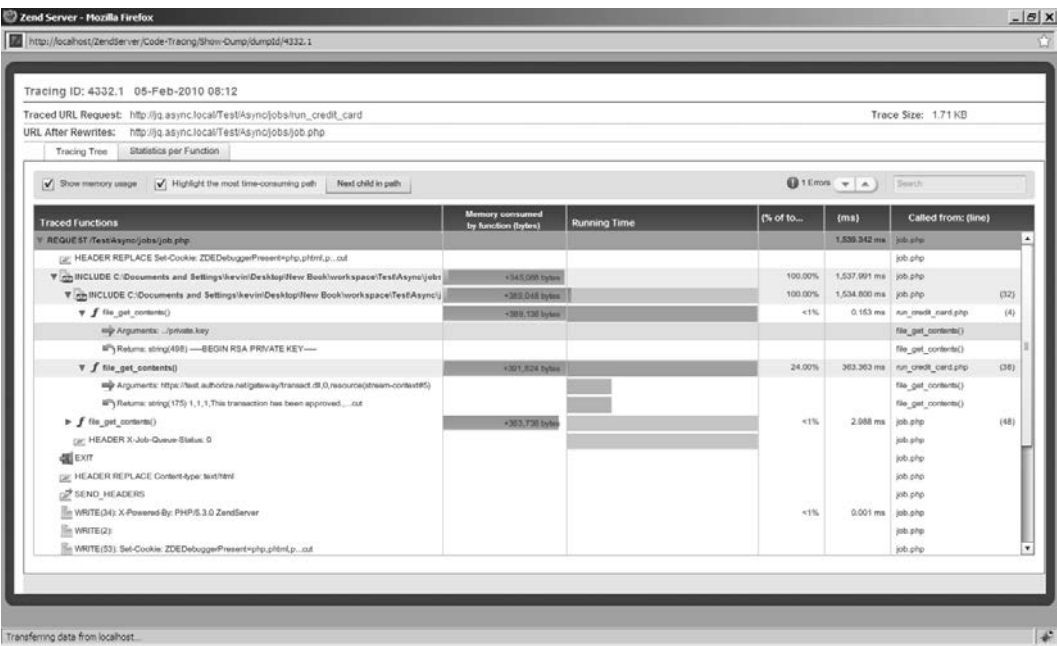 Zend Server - Mozilla Firefox
http://localhost/ZendServer/Code-Tracing/Show-Dump/dumpId/4332.1
Tracing ID: 4332.1 05-Feb-2010 08:12
Traced URL Request: http://jq.async.local/Test/Async/jobs/run_credit_card Trace Size: 1.71 KB
URL After Rewrites: http://jq.async.local/Test/Async/jobs/job.php
Tracing Tree Statistics per Function
Show memory usage Highlight the most time-consuming path Next child in path 1 Errors Search
Traced Functions Memory consumed by function (bytes) Running Time (% of to... (ms) Called from: (line)
REQUEST /Test/Async/jobs/job.php 1,539.342 ms job.php
HEADER REPLACE Set-Cookie: ZDEDebuggerPresent=php,phtml,p...cut job.php
INCLUDE C:\Documents and Settings\kevin\Desktop\New Book\workspace\Test\Async\jobs bytes 100.00% 1,537.991 ms job.php
INCLUDE C:\Documents and Settings\kevin\Desktop\New Book\workspace\Test\Async\j bytes 100.00% 1,534.800 ms job.php (32)
file_get_contents() bytes <1% 0.153 ms run_credit_card.php (4)
Arguments: ../private.key file_get_contents()
Returns: string(498) -----BEGIN RSA PRIVATE KEY----- file_get_contents()
file_get_contents() +391,624 bytes 24.00% 363.363 ms run_credit_card.php (38)
Arguments: https://test.authorize.net/gateway/transact.dll,0,resource(stream-context#5) file_get_contents()
Returns: string(175) 1,1,1,This transaction has been approved.,...cut file_get_contents()
file_get_contents() +383,736 bytes <1% 2.988 ms job.php (48)
HEADER X-Job-Queue-Status: 0 job.php
EXIT job.php
HEADER REPLACE Content-type: text/html job.php
SEND_HEADERS job.php
WRITE(34): X-Powered-By: PHP/5.3.0 ZendServer <1% 0.001 ms job.php
WRITE(2): job.php
WRITE(53): Set-Cookie: ZDEDebuggerPresent=php,phtml,p...cut job.php
Transferring data from localhost...